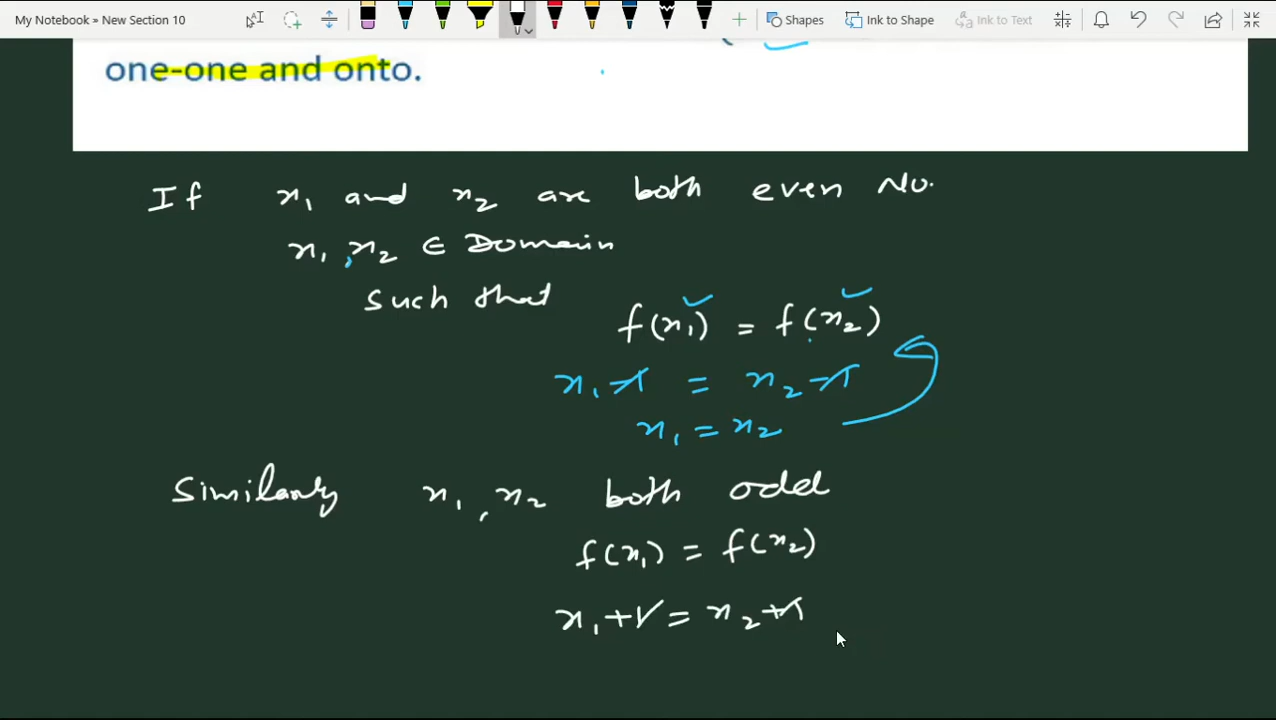 My Notebook » New Section 10
Shapes
Ink to Shape
Ink to Text
one-one and onto.
If x₁ and x₂ are both even No.
x₁, x₂ ∈ Domain
such that
f(x₁) = f(x₂)
x₁-1 = x₂-1
x₁ = x₂
Similarly x₁, x₂ both odd
f(x₁) = f(x₂)
x₁+1 = x₂+1